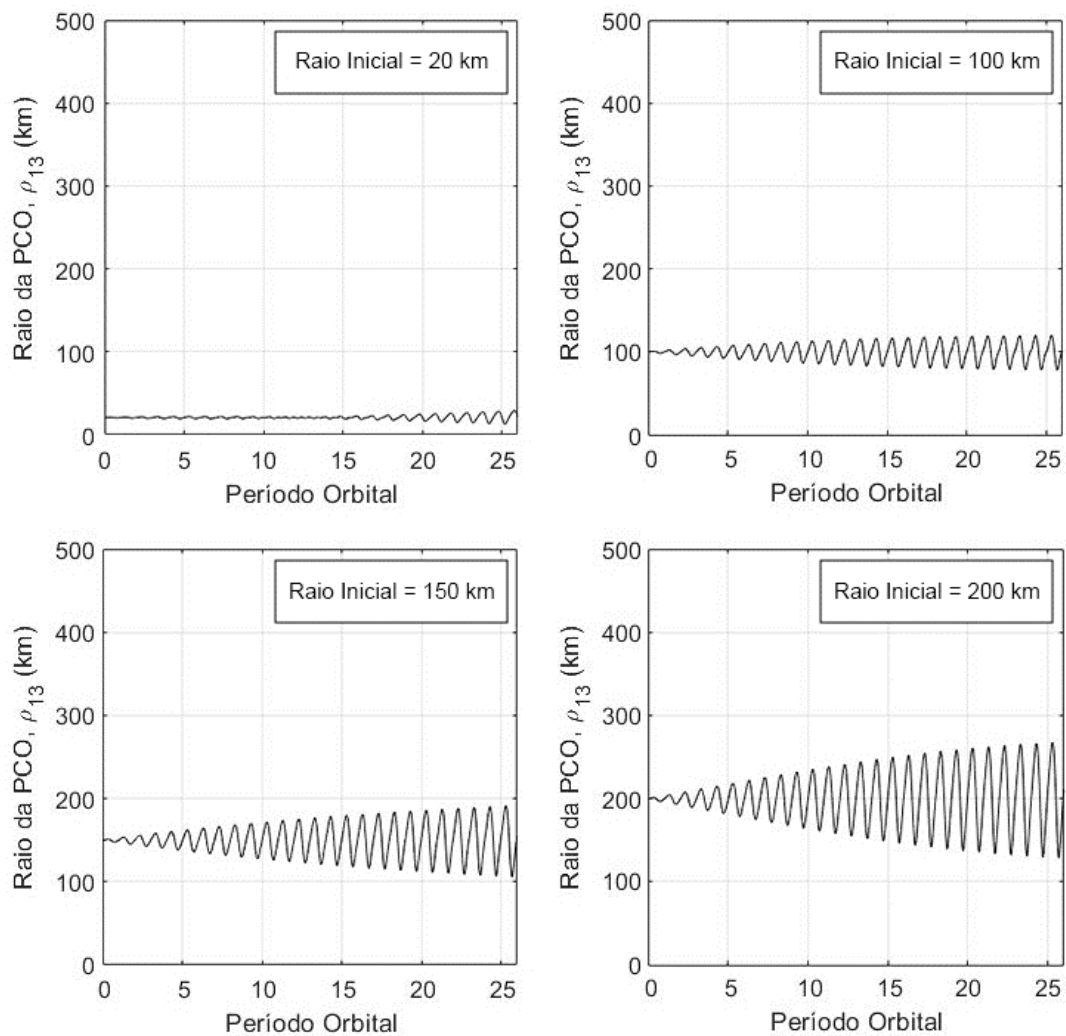 500
400
300
200
100
0
Raio da PCO, ρ13 (km)
Raio Inicial = 20 km
0 5 10 15 20 25
Período Orbital
500
400
300
200
100
0
Raio da PCO, ρ13 (km)
Raio Inicial = 100 km
0 5 10 15 20 25
Período Orbital
500
400
300
200
100
0
Raio da PCO, ρ13 (km)
Raio Inicial = 150 km
0 5 10 15 20 25
Período Orbital
500
400
300
200
100
0
Raio da PCO, ρ13 (km)
Raio Inicial = 200 km
0 5 10 15 20 25
Período Orbital